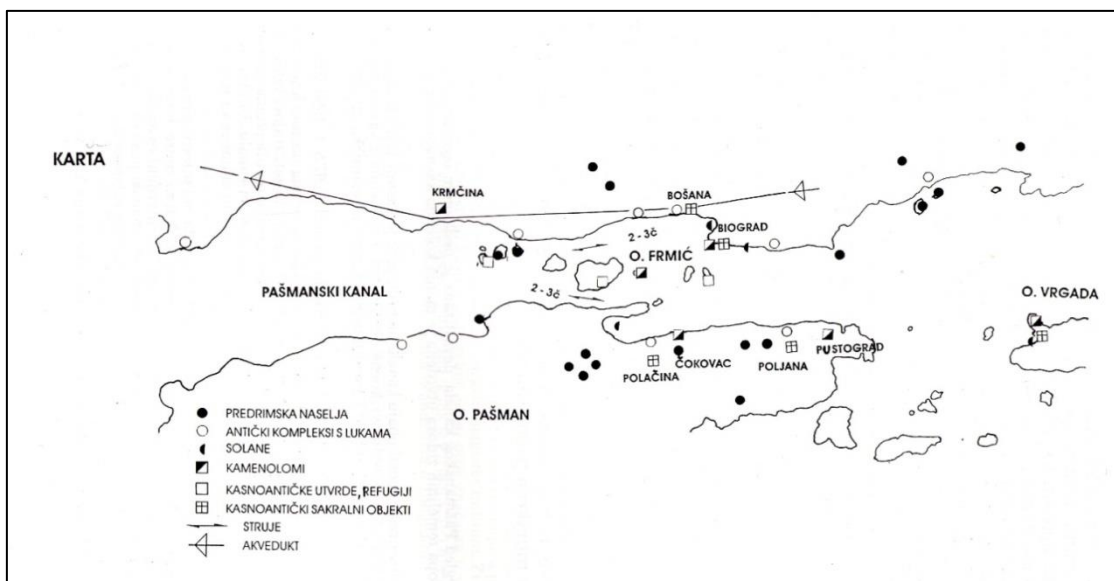 KARTA
KRMČINA
BOŠANA
BIOGRAD
2-3č
O. FRMIĆ
PAŠMANSKI KANAL
2-3č
O. VRGADA
ČOKOVAC
POLAČINA
POLJANA
PUSTOGRAD
O. PAŠMAN
PREDRIMSKA NASELJA
ANTIČKI KOMPLEKSI S LUKAMA
SOLANE
KAMENOLOMI
KASNOANTIČKE UTVRDE, REFUGIJI
KASNOANTIČKI SAKRALNI OBJEKTI
STRUJE
AKVEDUKT